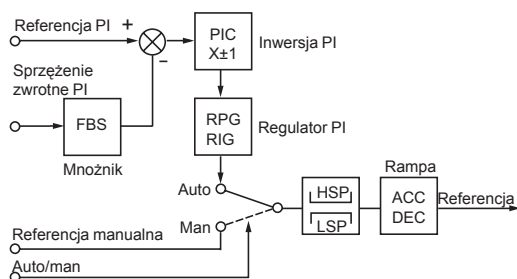 Referencja PI
+
−
PIC
X±1
Inwersja PI
Sprzężenie
zwrotne PI
FBS
Mnożnik
RPG
RIG
Regulator PI
Auto
Man
HSP
LSP
Rampa
ACC
DEC
Referencja
Referencja manualna
Auto/man